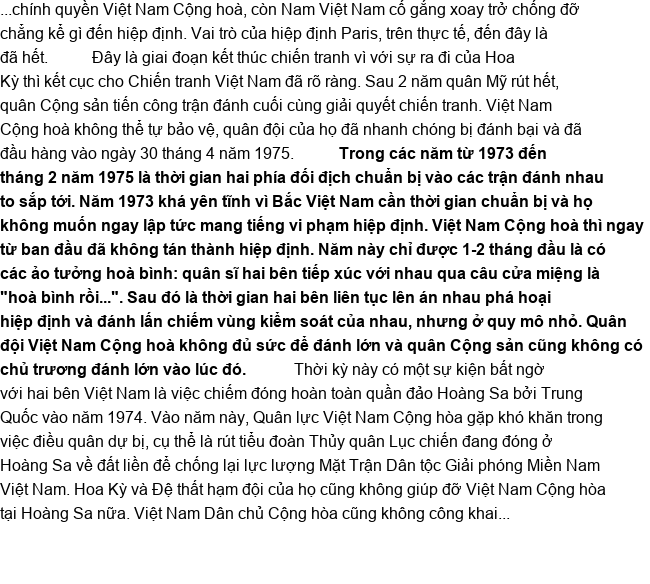 ...chính quyền Việt Nam Cộng hoà, còn Nam Việt Nam cố gắng xoay trở chống đỡ
chẳng kể gì đến hiệp định. Vai trò của hiệp định Paris, trên thực tế, đến đây là
đã hết. Đây là giai đoạn kết thúc chiến tranh vì với sự ra đi của Hoa
Kỳ thì kết cục cho Chiến tranh Việt Nam đã rõ ràng. Sau 2 năm quân Mỹ rút hết,
quân Cộng sản tiến công trận đánh cuối cùng giải quyết chiến tranh. Việt Nam
Cộng hoà không thể tự bảo vệ, quân đội của họ đã nhanh chóng bị đánh bại và đã
đầu hàng vào ngày 30 tháng 4 năm 1975. Trong các năm từ 1973 đến
tháng 2 năm 1975 là thời gian hai phía đối địch chuẩn bị vào các trận đánh nhau
to sắp tới. Năm 1973 khá yên tĩnh vì Bắc Việt Nam cần thời gian chuẩn bị và họ
không muốn ngay lập tức mang tiếng vi phạm hiệp định. Việt Nam Cộng hoà thì ngay
từ ban đầu đã không tán thành hiệp định. Năm này chỉ được 1-2 tháng đầu là có
các ảo tưởng hoà bình: quân sĩ hai bên tiếp xúc với nhau qua câu cửa miệng là
"hoà bình rồi...". Sau đó là thời gian hai bên liên tục lên án nhau phá hoại
hiệp định và đánh lấn chiếm vùng kiểm soát của nhau, nhưng ở quy mô nhỏ. Quân
đội Việt Nam Cộng hoà không đủ sức để đánh lớn và quân Cộng sản cũng không có
chủ trương đánh lớn vào lúc đó. Thời kỳ này có một sự kiện bất ngờ
với hai bên Việt Nam là việc chiếm đóng hoàn toàn quần đảo Hoàng Sa bởi Trung
Quốc vào năm 1974. Vào năm này, Quân lực Việt Nam Cộng hòa gặp khó khăn trong
việc điều quân dự bị, cụ thể là rút tiểu đoàn Thủy quân Lục chiến đang đóng ở
Hoàng Sa về đất liền để chống lại lực lượng Mặt Trận Dân tộc Giải phóng Miền Nam
Việt Nam. Hoa Kỳ và Đệ thất hạm đội của họ cũng không giúp đỡ Việt Nam Cộng hòa
tại Hoàng Sa nữa. Việt Nam Dân chủ Cộng hòa cũng không công khai...